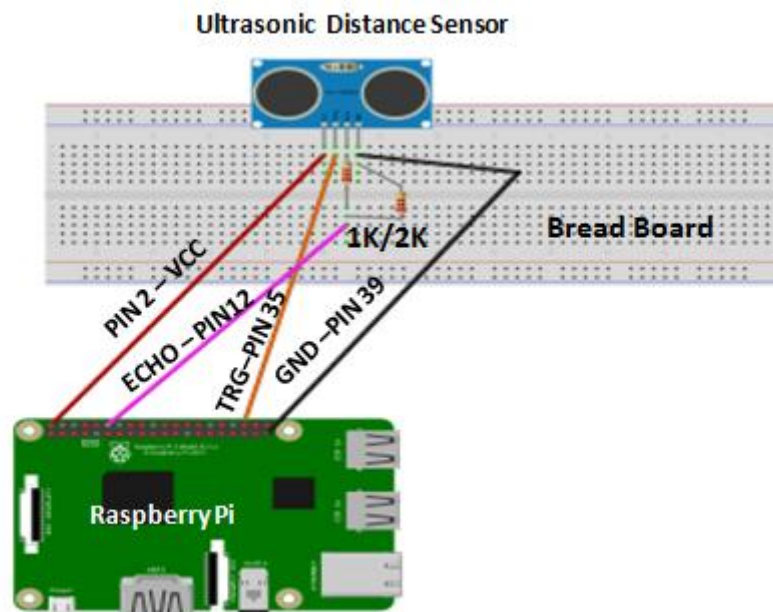 Ultrasonic Distance Sensor
1K/2K
Bread Board
PIN 2 – VCC
ECHO – PIN12
TRG–PIN 35
GND –PIN 39
Raspberry Pi